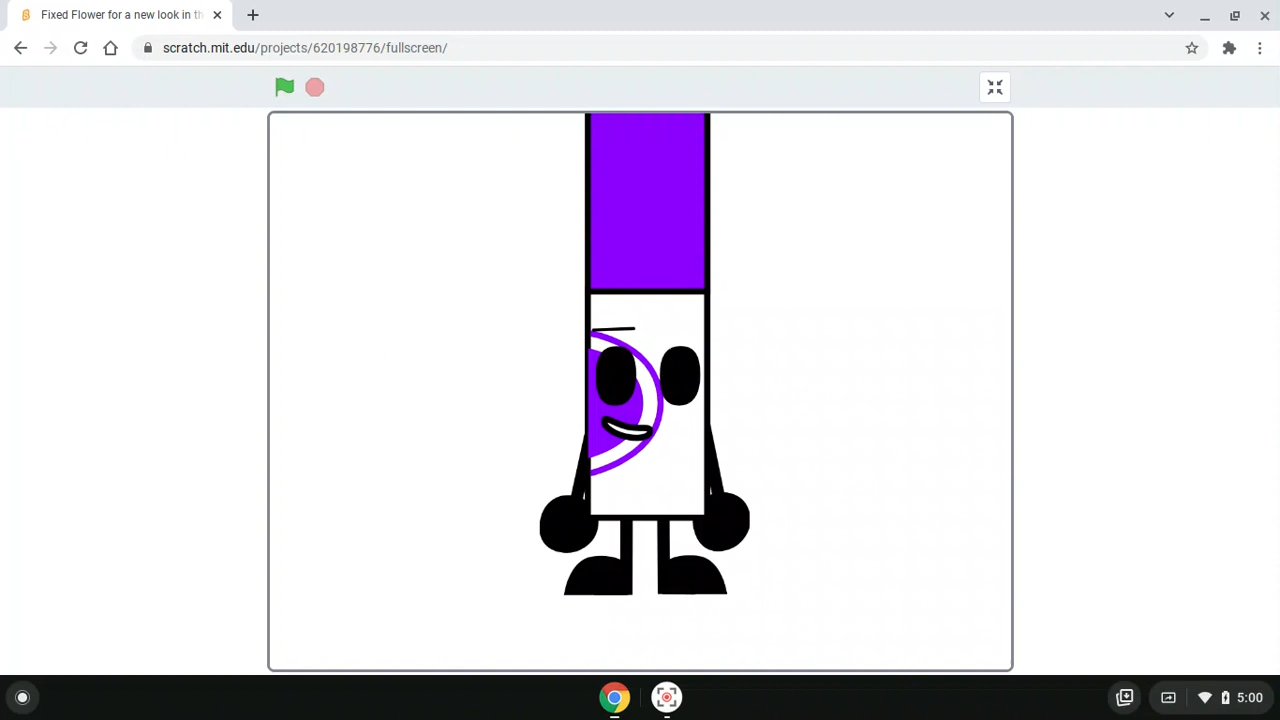 Fixed Flower for a new look in th
scratch.mit.edu/projects/620198776/fullscreen/
5:00